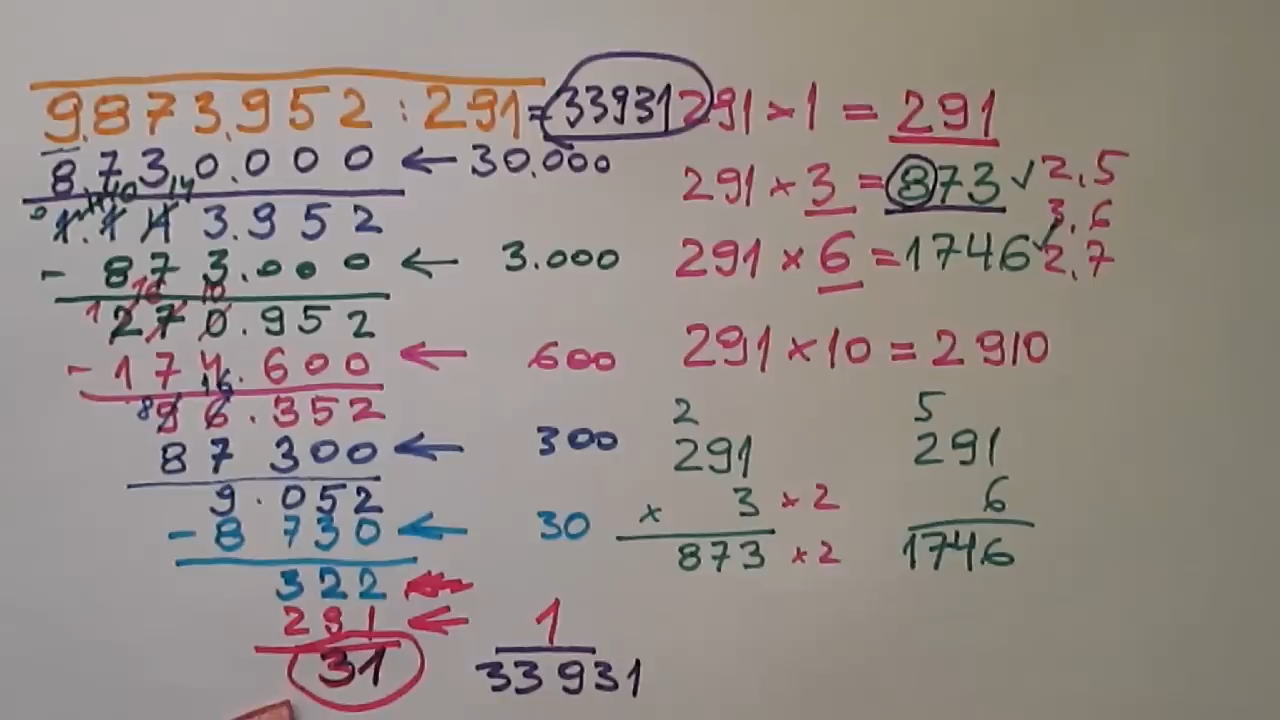 9.873.952 : 291 = 33931
8.730.000 ← 30.000
1.143.952
- 873.000 ← 3.000
270.952
- 174.600 ← 600
96.352
87 300 ← 300
9.052
- 8 730 ← 30
322 ←
291 ← 1
31
33931
291 × 1 = 291
291 × 3 = 873 ✓ 2.5
3.6
291 × 6 = 1746 ✓ 2.7
291 × 10 = 2910
2
291
× 3 × 2
873 × 2
5
291
6
1746